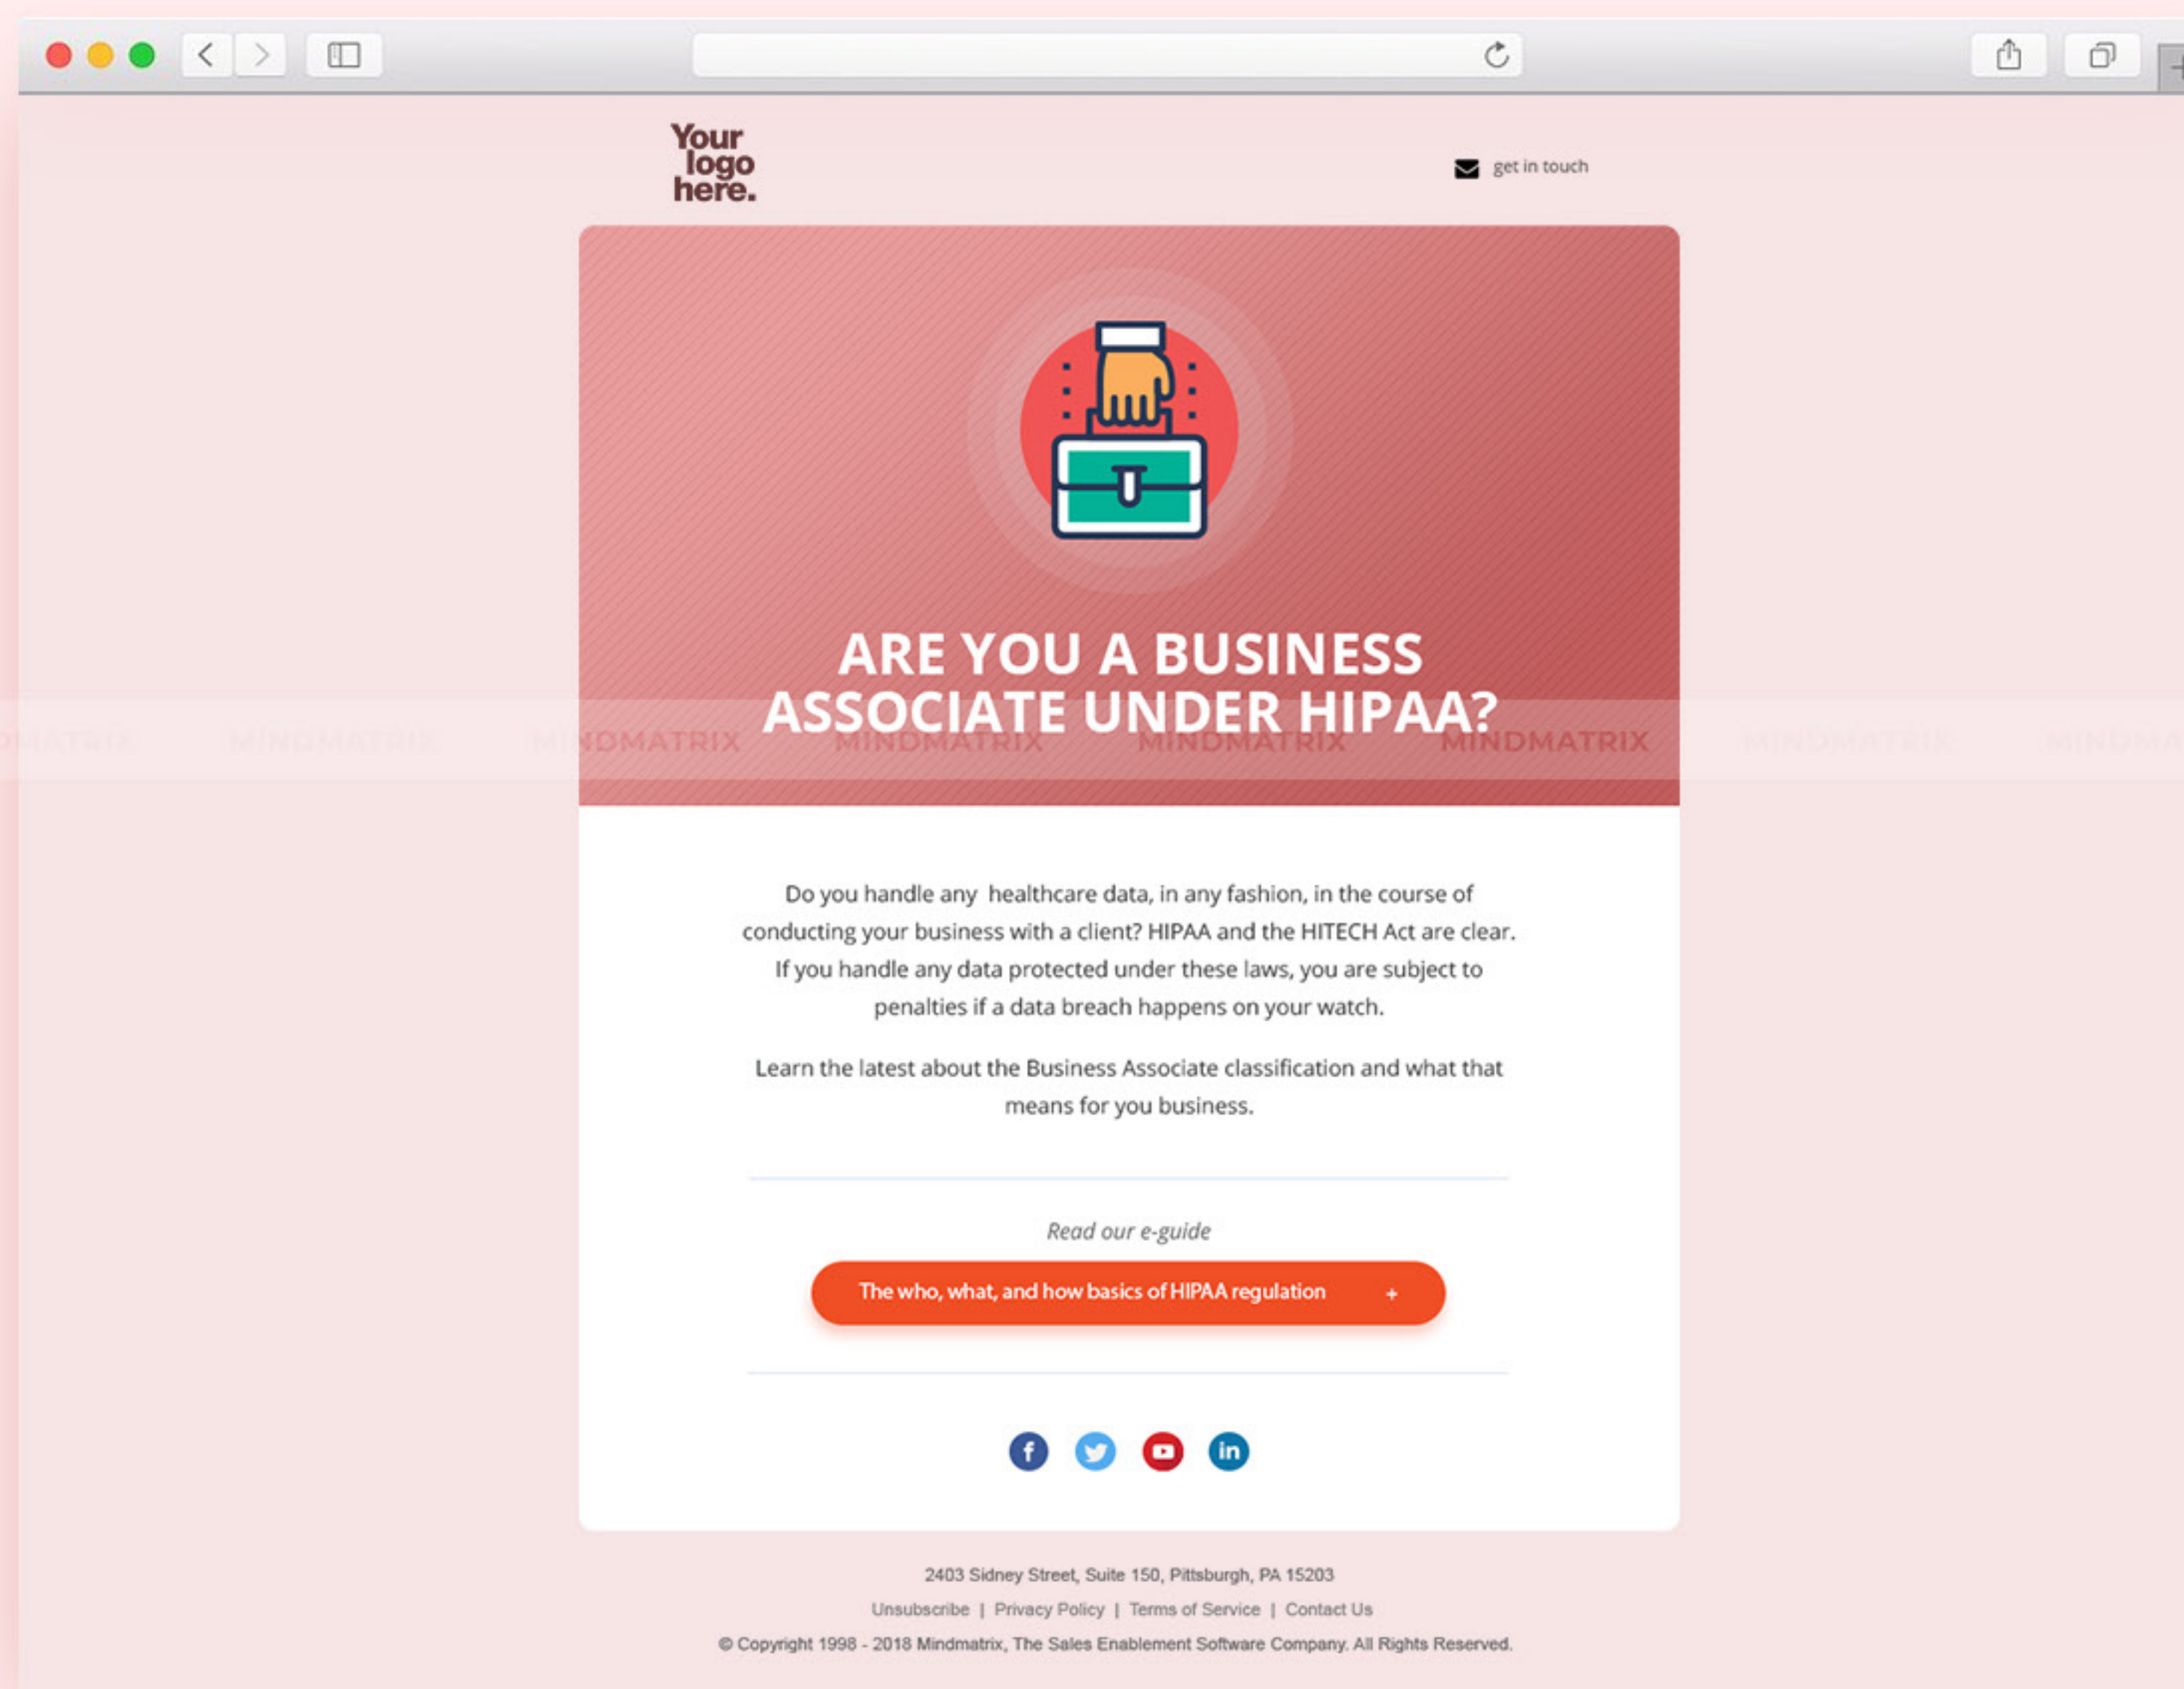 Your
logo
here.
get in touch
ARE YOU A BUSINESS
ASSOCIATE UNDER HIPAA?
MINDMATRIX MINDMATRIX MINDMATRIX MINDMATRIX MINDMATRIX MINDMATRIX
Do you handle any  healthcare data, in any fashion, in the course of
conducting your business with a client? HIPAA and the HITECH Act are clear.
If you handle any data protected under these laws, you are subject to
penalties if a data breach happens on your watch.
Learn the latest about the Business Associate classification and what that
means for you business.
Read our e-guide
The who, what, and how basics of HIPAA regulation +
f in
2403 Sidney Street, Suite 150, Pittsburgh, PA 15203
Unsubscribe | Privacy Policy | Terms of Service | Contact Us
© Copyright 1998 - 2018 Mindmatrix, The Sales Enablement Software Company. All Rights Reserved.